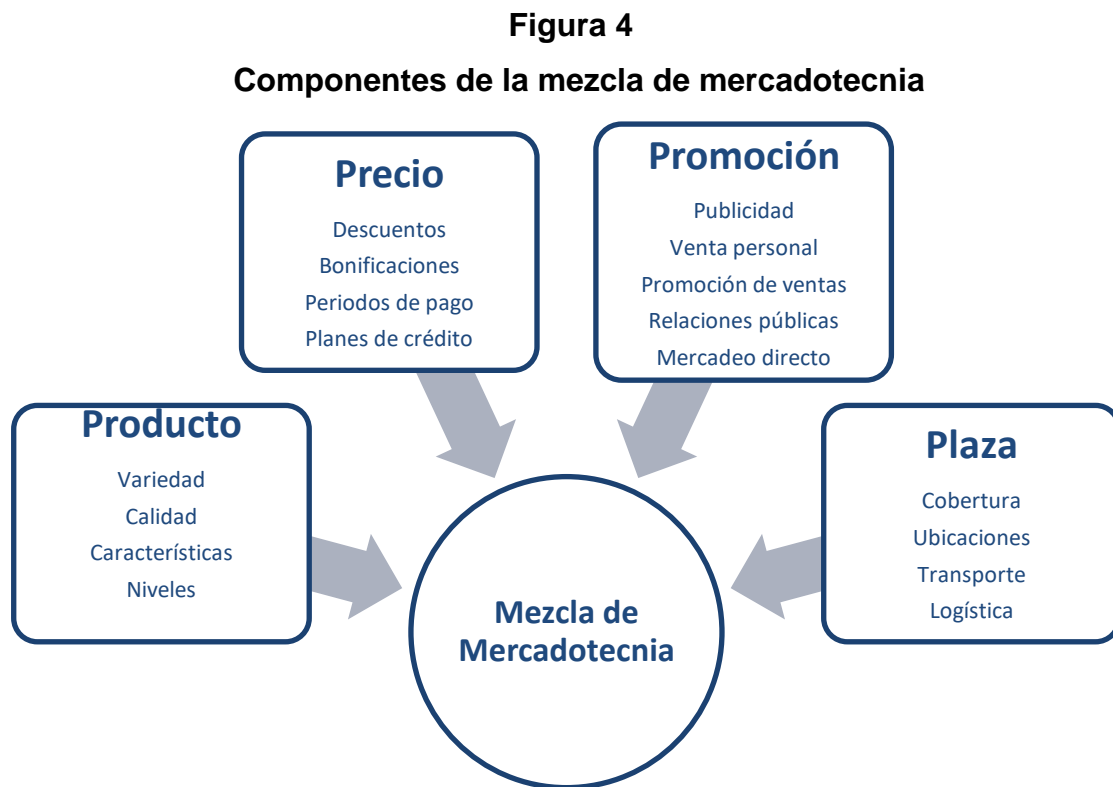 Figura 4
Componentes de la mezcla de mercadotecnia
Precio
Descuentos
Bonificaciones
Periodos de pago
Planes de crédito
Promoción
Publicidad
Venta personal
Promoción de ventas
Relaciones públicas
Mercadeo directo
Producto
Variedad
Calidad
Características
Niveles
Plaza
Cobertura
Ubicaciones
Transporte
Logística
Mezcla de
Mercadotecnia